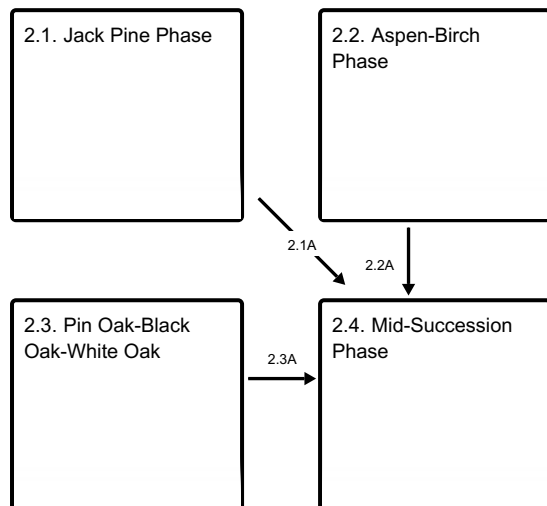 2.1. Jack Pine Phase
2.2. Aspen-Birch
Phase
2.1A
2.2A
2.3. Pin Oak-Black
Oak-White Oak
2.3A
2.4. Mid-Succession
Phase